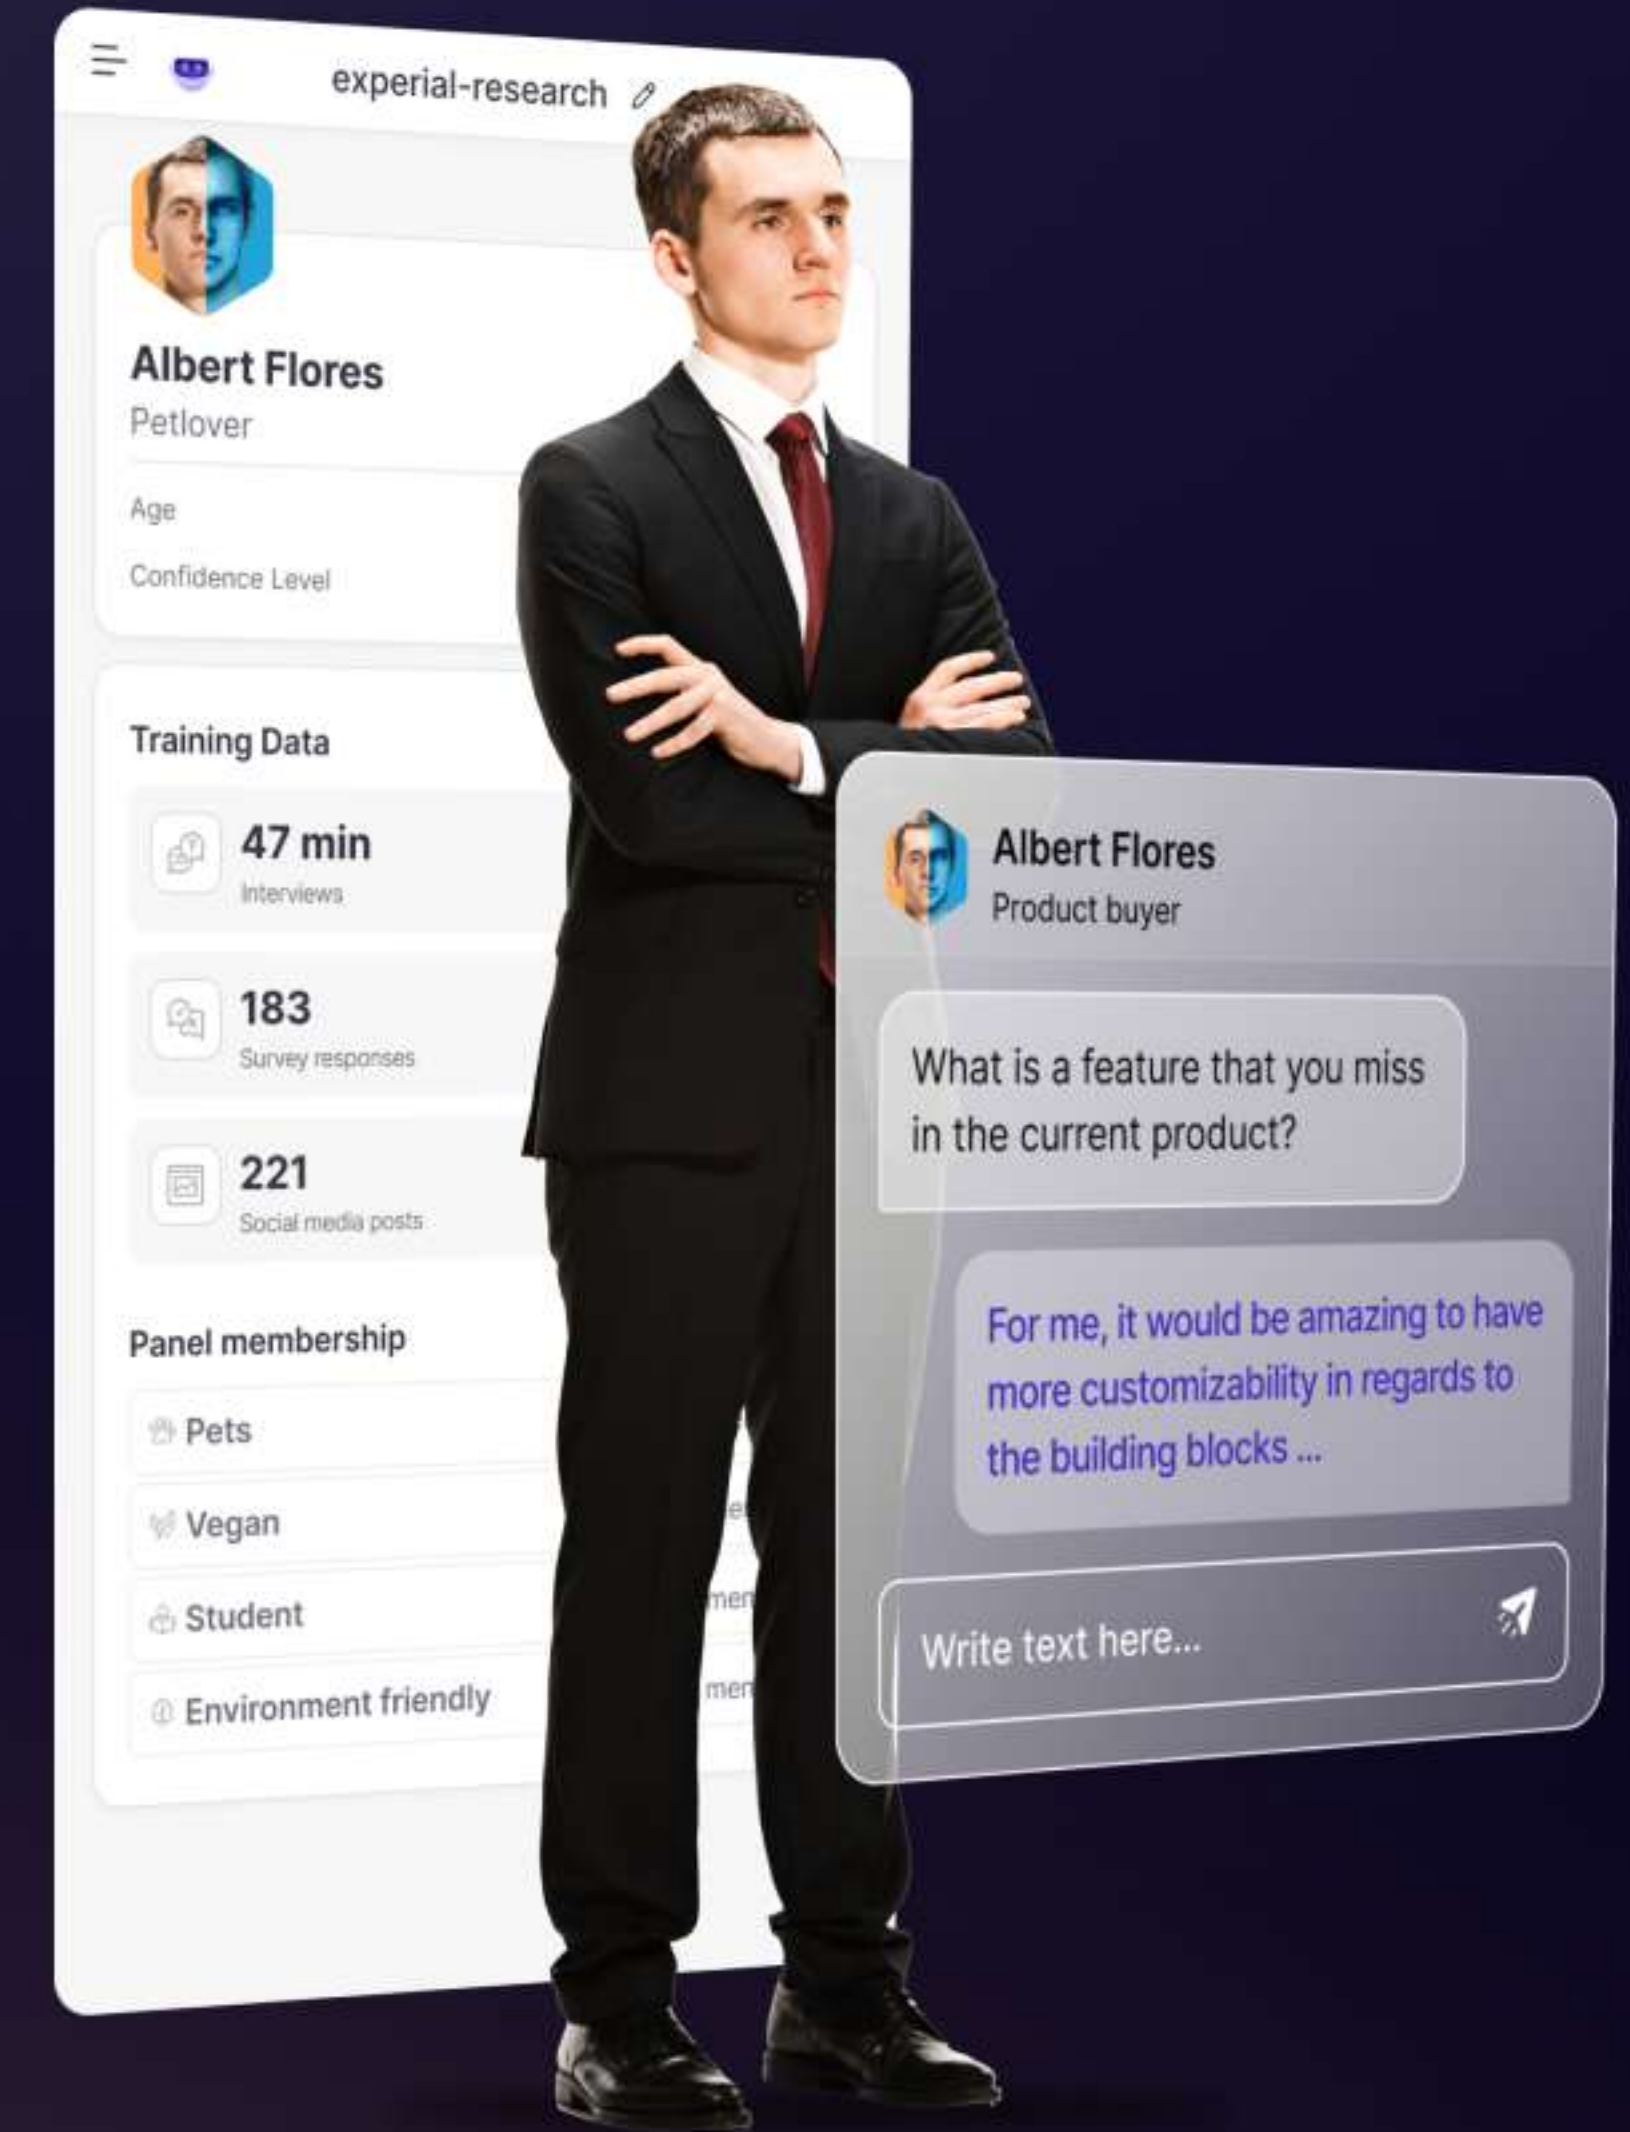 experial-research
Albert Flores
Petlover
Age
Confidence Level
Training Data
47 min
Interviews
183
Survey responses
221
Social media posts
Panel membership
Pets
Vegan
Student
Environment friendly
Albert Flores
Product buyer
What is a feature that you miss
in the current product?
For me, it would be amazing to have
more customizability in regards to
the building blocks ...
Write text here...